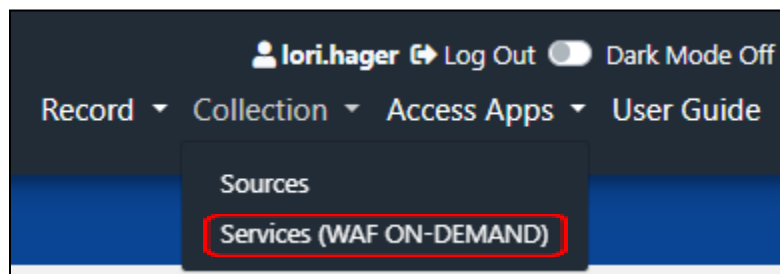 lori.hager Log Out Dark Mode Off
Record Collection Access Apps User Guide
Sources
Services (WAF ON-DEMAND)